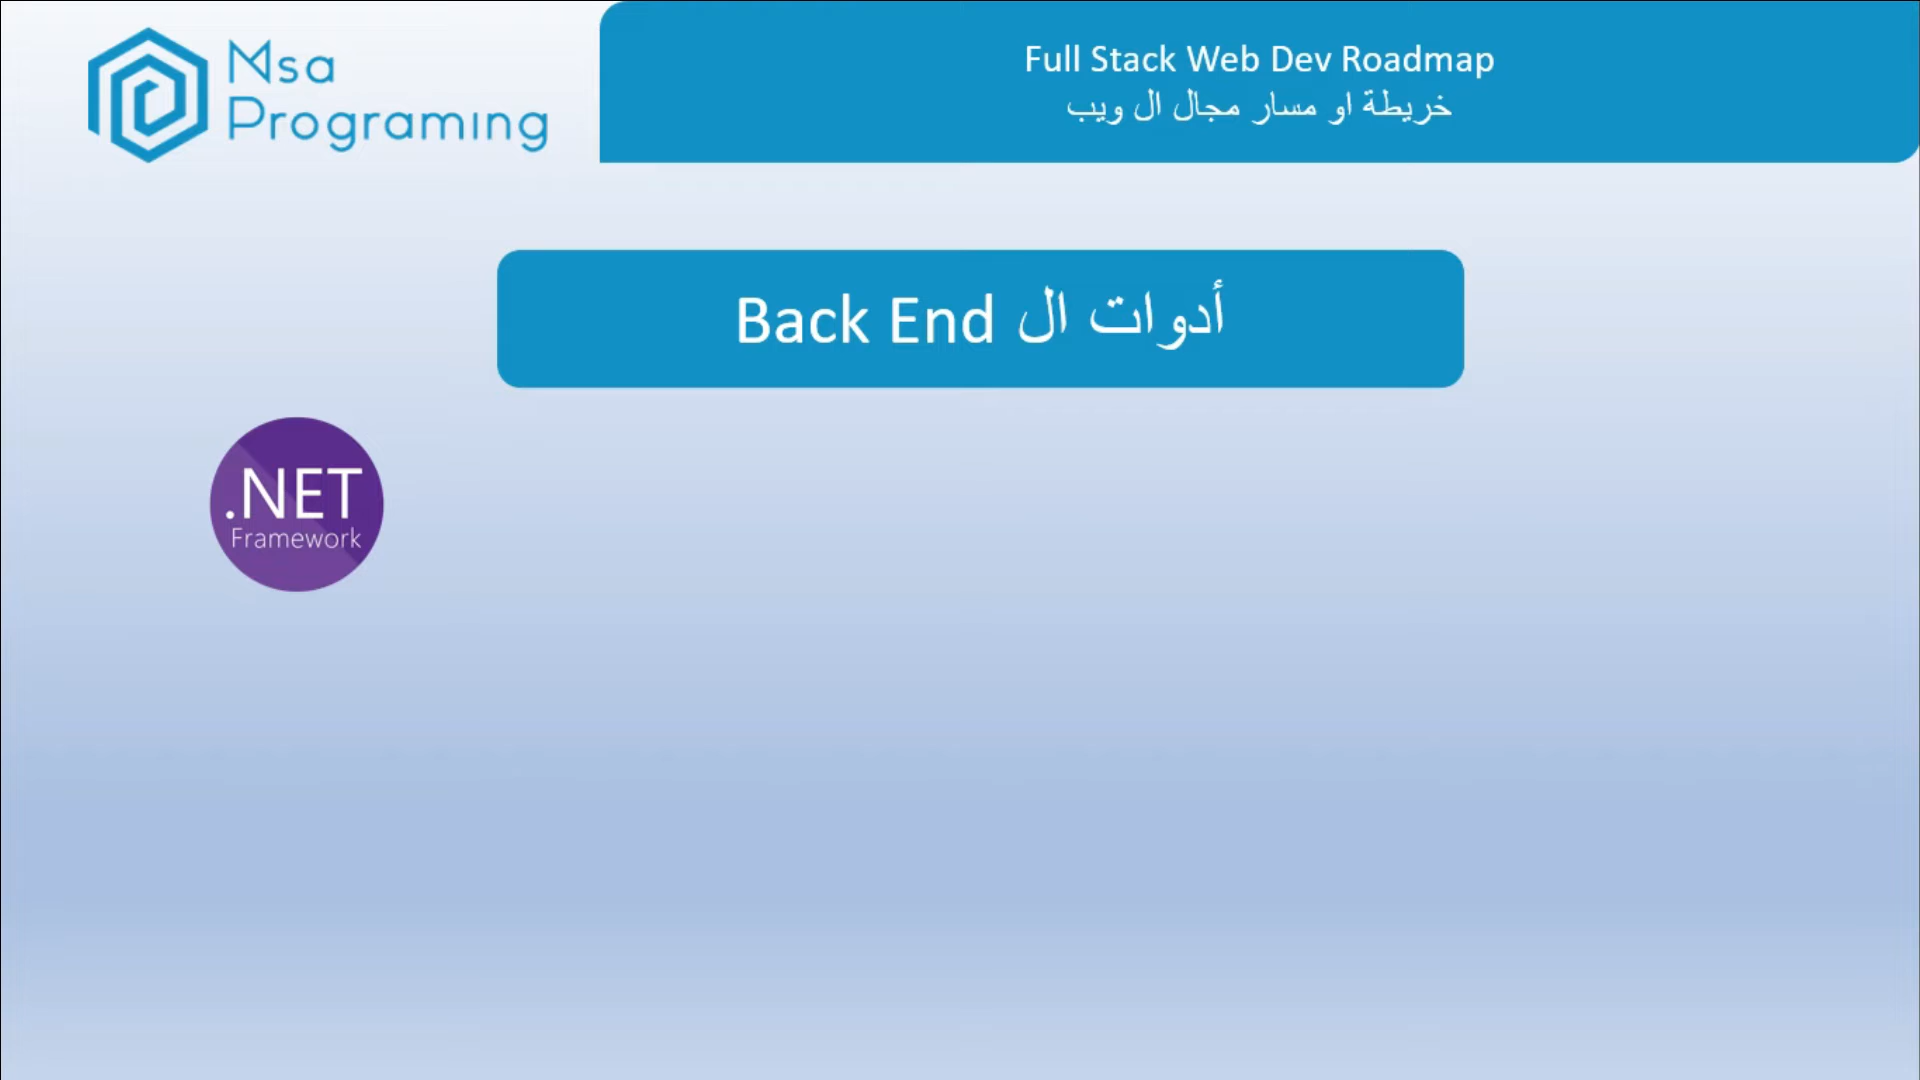 Msa
Programing
Full Stack Web Dev Roadmap
خريطة او مسار مجال ال ويب
أدوات ال Back End
.NET
Framework